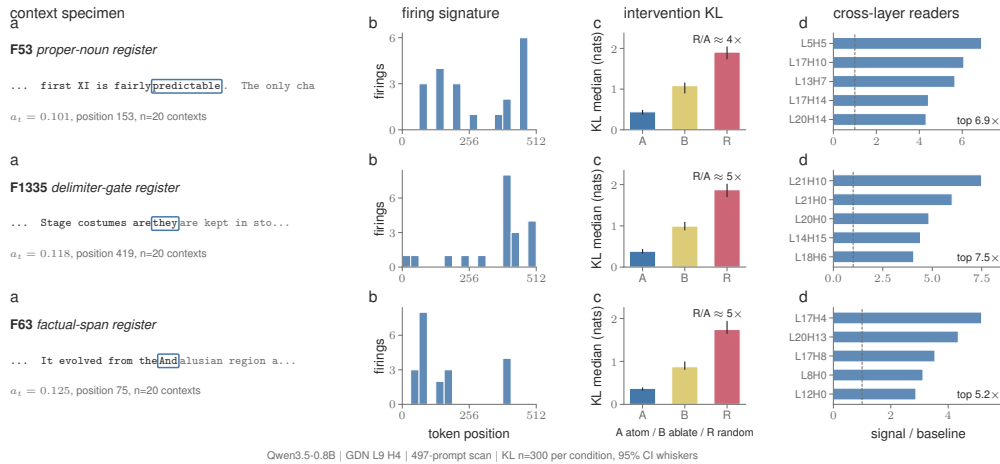 context specimen
firing signature
intervention KL
cross-layer readers
a
b
c
d
F53 proper-noun register
... first XI is fairly predictable. The only cha
a_t = 0.101, position 153, n=20 contexts
firings
6
3
0
0 256 512
KL median (nats)
2
1
0
R/A ≈ 4×
A B R
L5H5
L17H10
L13H7
L17H14
L20H14
top 6.9×
0 2 4 6
a
b
c
d
F1335 delimiter-gate register
... Stage costumes are they are kept in sto...
a_t = 0.118, position 419, n=20 contexts
firings
6
3
0
0 256 512
KL median (nats)
2
1
0
R/A ≈ 5×
A B R
L21H10
L21H0
L20H0
L14H15
L18H6
top 7.5×
0.0 2.5 5.0 7.5
a
b
c
d
F63 factual-span register
... It evolved from the Andalusian region a...
a_t = 0.125, position 75, n=20 contexts
firings
6
3
0
0 256 512
token position
KL median (nats)
2
1
0
R/A ≈ 5×
A B R
A atom / B ablate / R random
L17H4
L20H13
L17H8
L8H0
L12H0
top 5.2×
0 2 4
signal / baseline
Qwen3.5-0.8B | GDN L9 H4 | 497-prompt scan | KL n=300 per condition, 95% CI whiskers